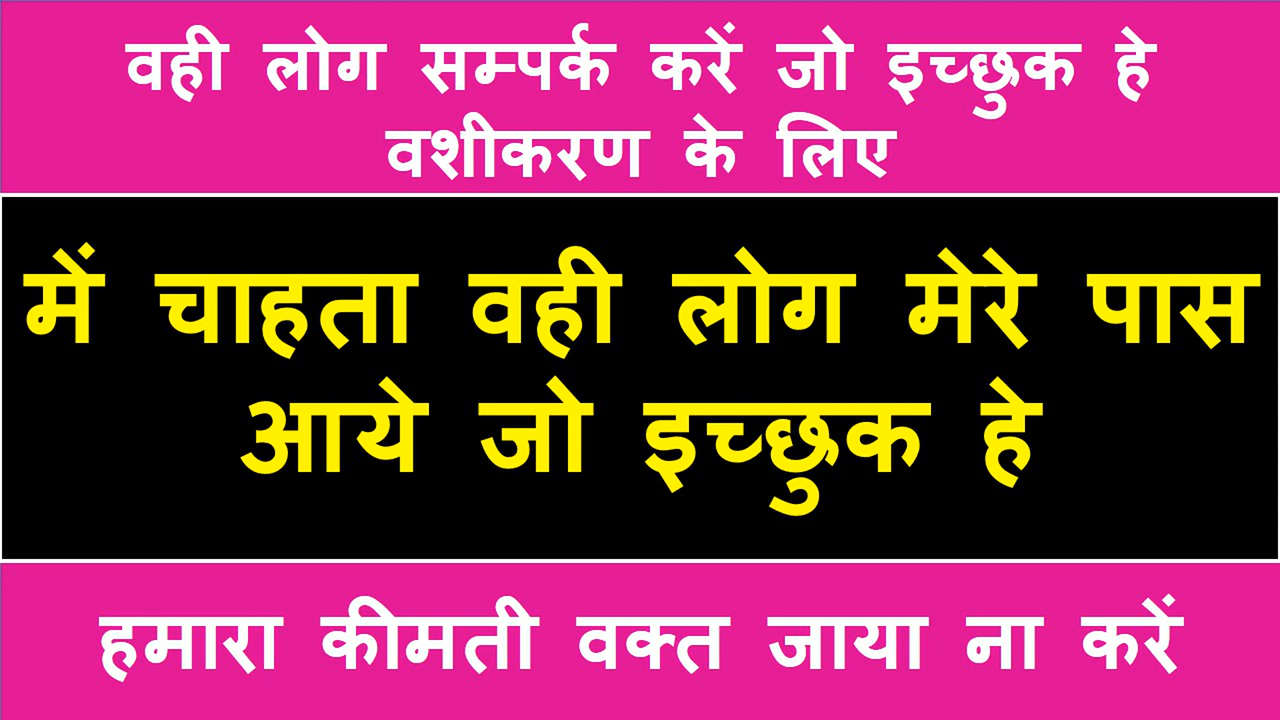 वही लोग सम्पर्क करें जो इच्छुक हे
वशीकरण के लिए
में चाहता वही लोग मेरे पास
आये जो इच्छुक हे
हमारा कीमती वक्त जाया ना करें